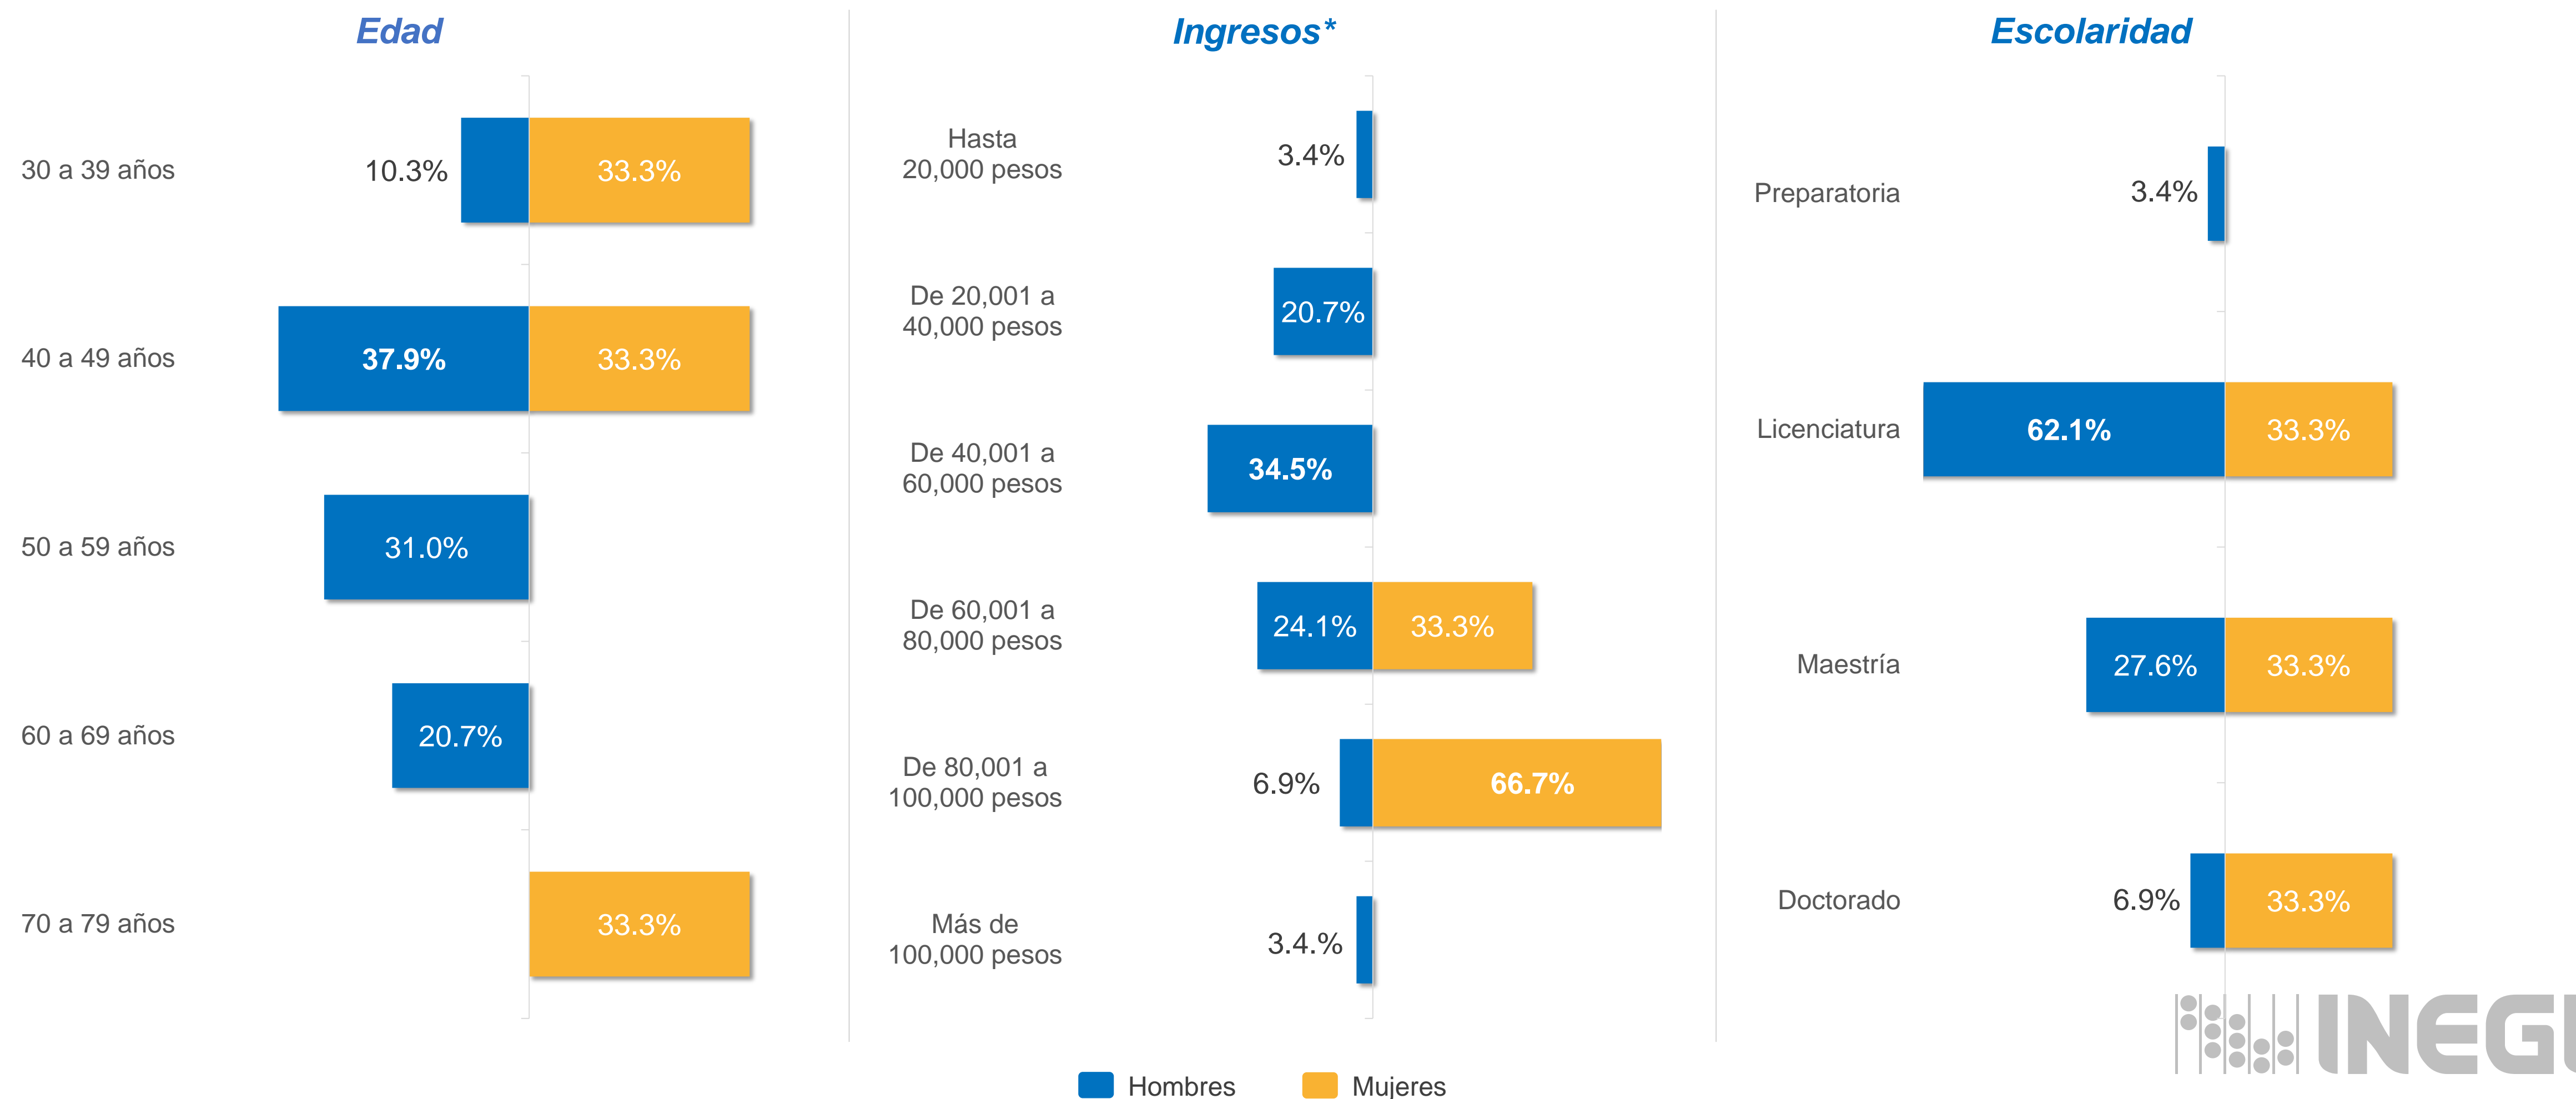 Edad
30 a 39 años
10.3%
33.3%
40 a 49 años
37.9%
33.3%
50 a 59 años
31.0%
60 a 69 años
20.7%
70 a 79 años
33.3%
Ingresos*
Hasta
20,000 pesos
3.4%
De 20,001 a
40,000 pesos
20.7%
De 40,001 a
60,000 pesos
34.5%
De 60,001 a
80,000 pesos
24.1%
33.3%
De 80,001 a
100,000 pesos
6.9%
66.7%
Más de
100,000 pesos
3.4.%
Escolaridad
Preparatoria
3.4%
Licenciatura
62.1%
33.3%
Maestría
27.6%
33.3%
Doctorado
6.9%
33.3%
INEGI
Hombres
Mujeres